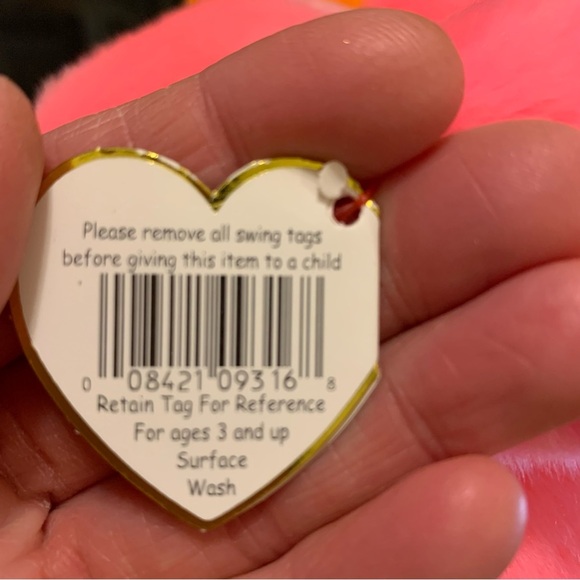 Please remove all swing tags
before giving this item to a child
0 08421 09316 8
Retain Tag For Reference
For ages 3 and up
Surface
Wash